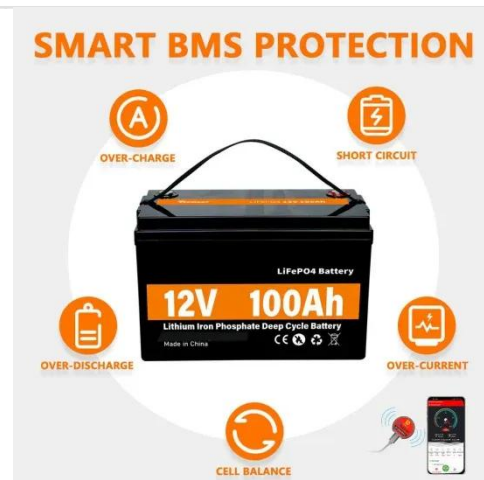 SMART BMS PROTECTION
A
OVER-CHARGE
SHORT CIRCUIT
LiFePO4 Battery
12V 100Ah
Lithium Iron Phosphate Deep Cycle Battery
Made in China
CE
OVER-DISCHARGE
OVER-CURRENT
CELL BALANCE